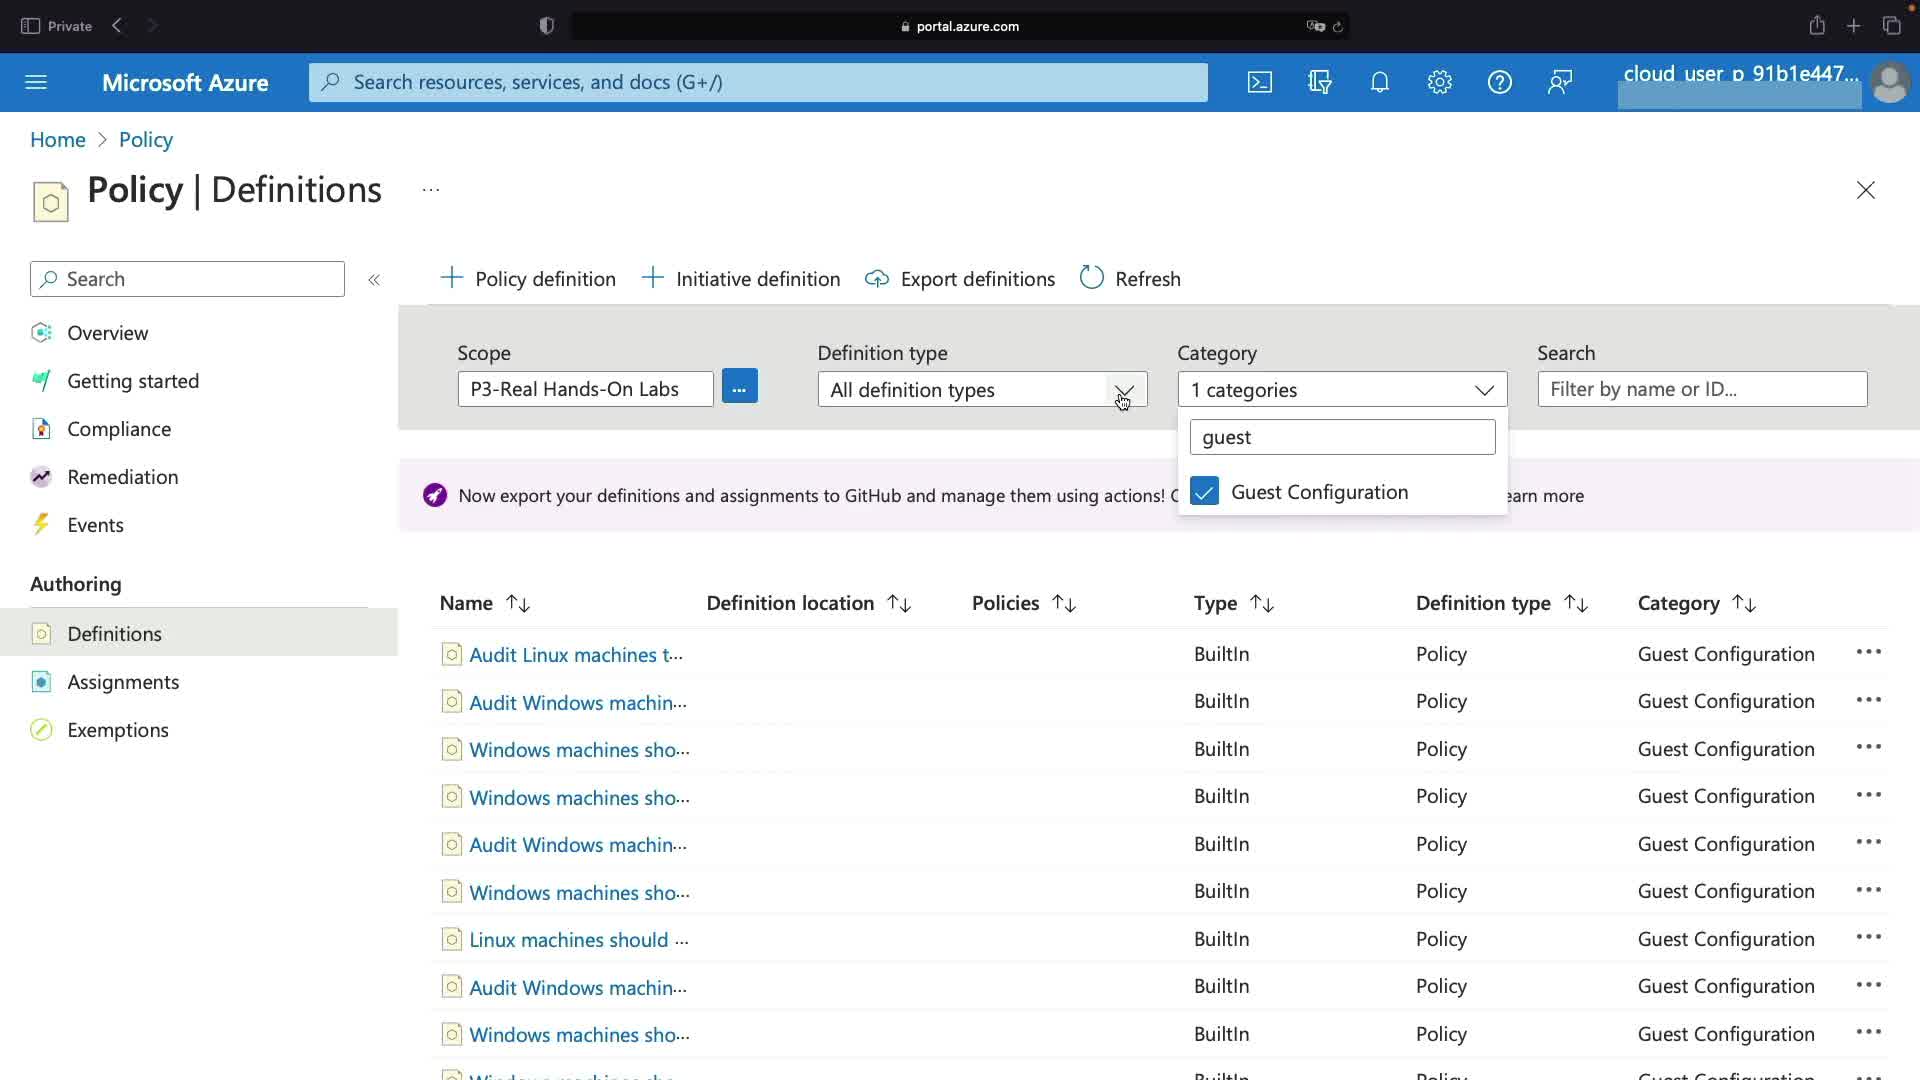 Private
portal.azure.com
Microsoft Azure
Search resources, services, and docs (G+/)
cloud_user_p_91b1e447...
Home > Policy
Policy | Definitions
...
Search
«
Policy definition
Initiative definition
Export definitions
Refresh
Overview
Getting started
Compliance
Remediation
Events
Authoring
Definitions
Assignments
Exemptions
Scope
Definition type
Category
Search
P3-Real Hands-On Labs
...
All definition types
1 categories
Filter by name or ID...
guest
Guest Configuration
Now export your definitions and assignments to GitHub and manage them using actions!
earn more
Name Definition location Policies Type Definition type Category
Audit Linux machines t... BuiltIn Policy Guest Configuration ...
Audit Windows machin... BuiltIn Policy Guest Configuration ...
Windows machines sho... BuiltIn Policy Guest Configuration ...
Windows machines sho... BuiltIn Policy Guest Configuration ...
Audit Windows machin... BuiltIn Policy Guest Configuration ...
Windows machines sho... BuiltIn Policy Guest Configuration ...
Linux machines should ... BuiltIn Policy Guest Configuration ...
Audit Windows machin... BuiltIn Policy Guest Configuration ...
Windows machines sho... BuiltIn Policy Guest Configuration ...